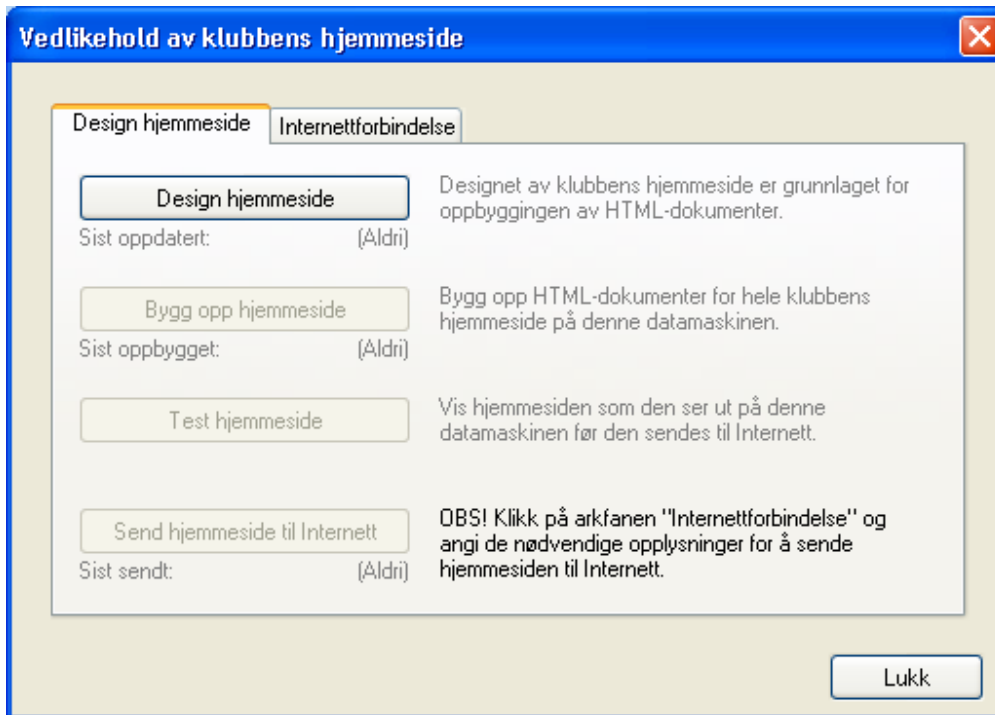 Vedlikehold av klubbens hjemmeside
Design hjemmeside
Internettforbindelse
Design hjemmeside
Designet av klubbens hjemmeside er grunnlaget for
oppbyggingen av HTML-dokumenter.
Sist oppdatert: (Aldri)
Bygg opp hjemmeside
Bygg opp HTML-dokumenter for hele klubbens
hjemmeside på denne datamaskinen.
Sist oppbygget: (Aldri)
Test hjemmeside
Vis hjemmesiden som den ser ut på denne
datamaskinen før den sendes til Internett.
Send hjemmeside til Internett
OBS! Klikk på arkfanen "Internettforbindelse" og
angi de nødvendige opplysninger for å sende
hjemmesiden til Internett.
Sist sendt: (Aldri)
Lukk